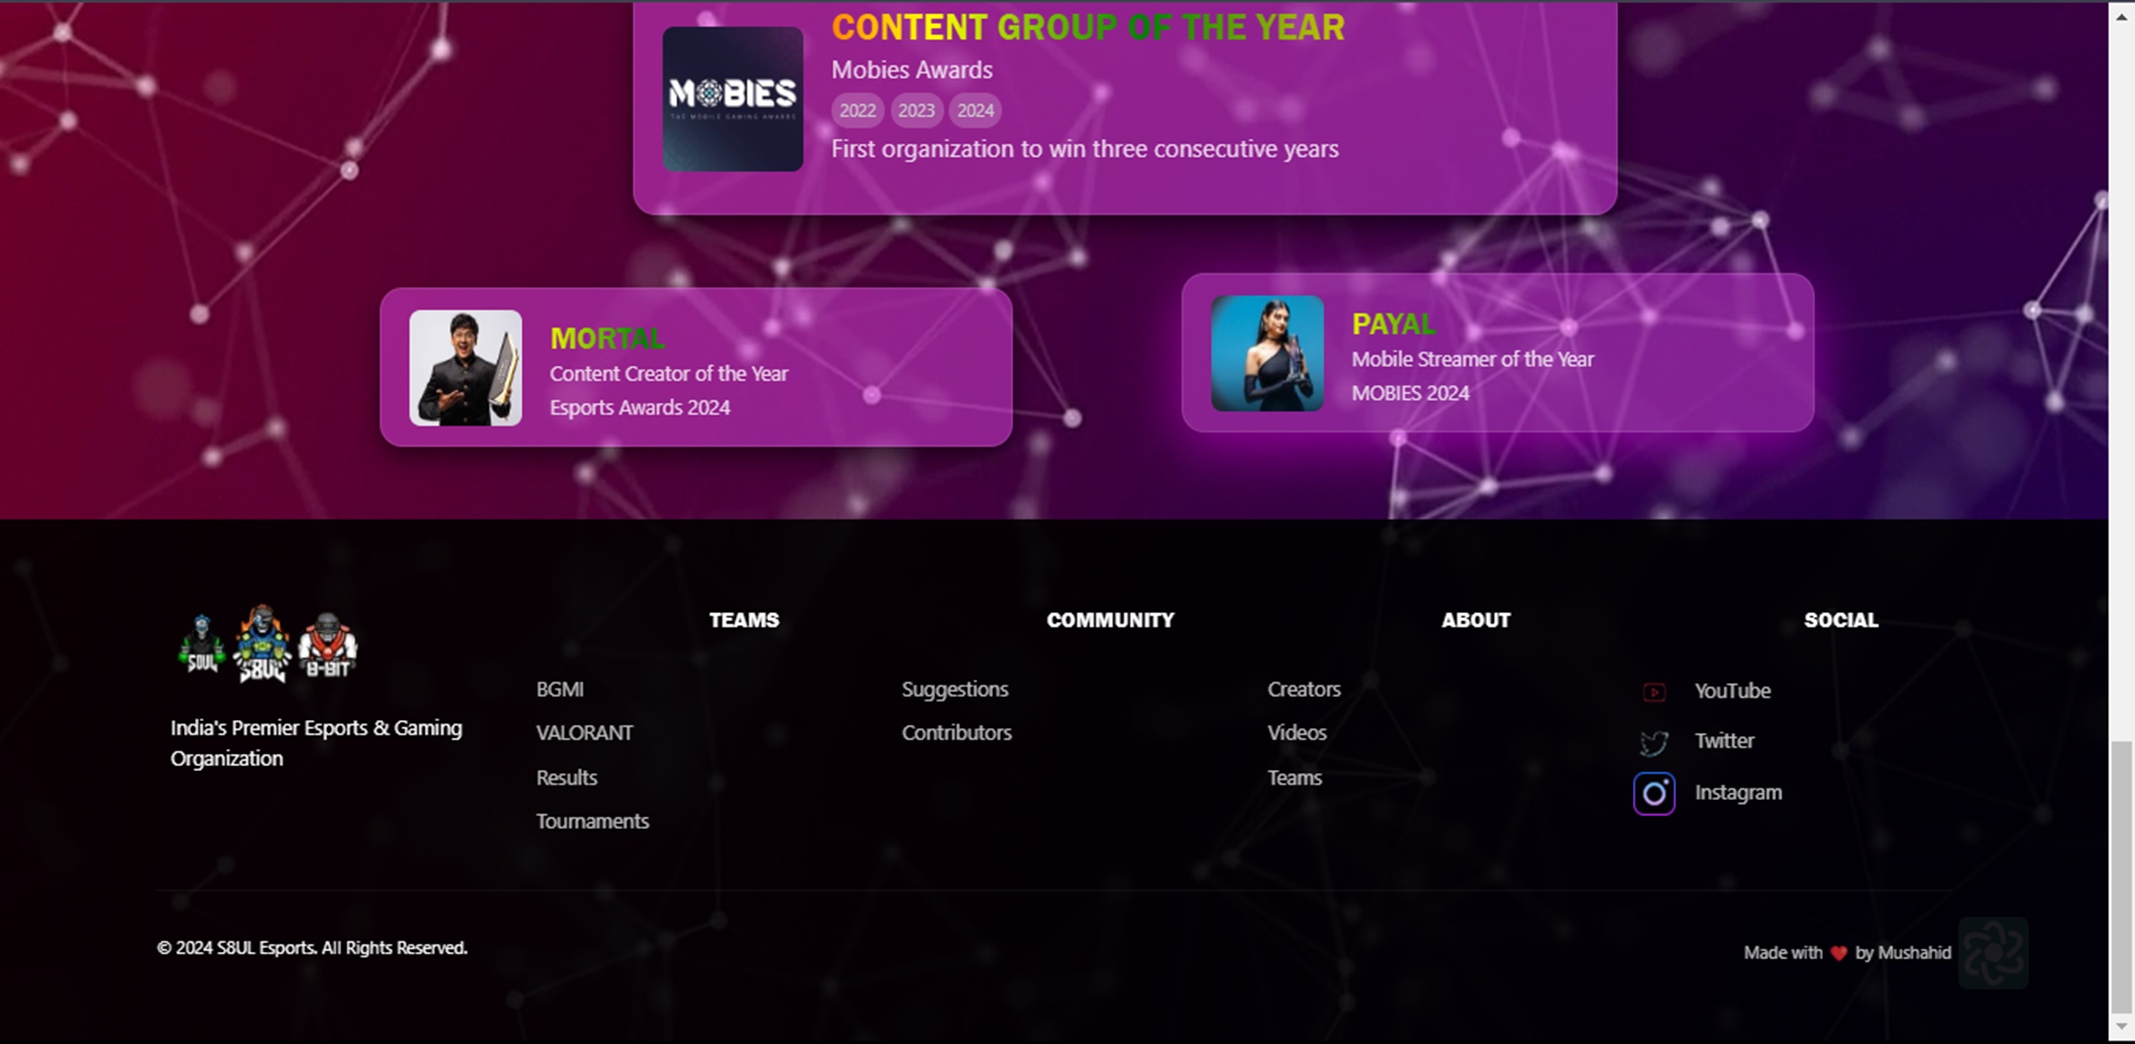 CONTENT GROUP OF THE YEAR
MOBIES
THE MOBILE GAMING AWARDS
Mobies Awards
2022 2023 2024
First organization to win three consecutive years
MORTAL
Content Creator of the Year
Esports Awards 2024
PAYAL
Mobile Streamer of the Year
MOBIES 2024
SOUL S8UL 8-BIT
India's Premier Esports & Gaming
Organization
TEAMS
BGMI
VALORANT
Results
Tournaments
COMMUNITY
Suggestions
Contributors
ABOUT
Creators
Videos
Teams
SOCIAL
YouTube
Twitter
Instagram
© 2024 S8UL Esports. All Rights Reserved.
Made with ❤ by Mushahid